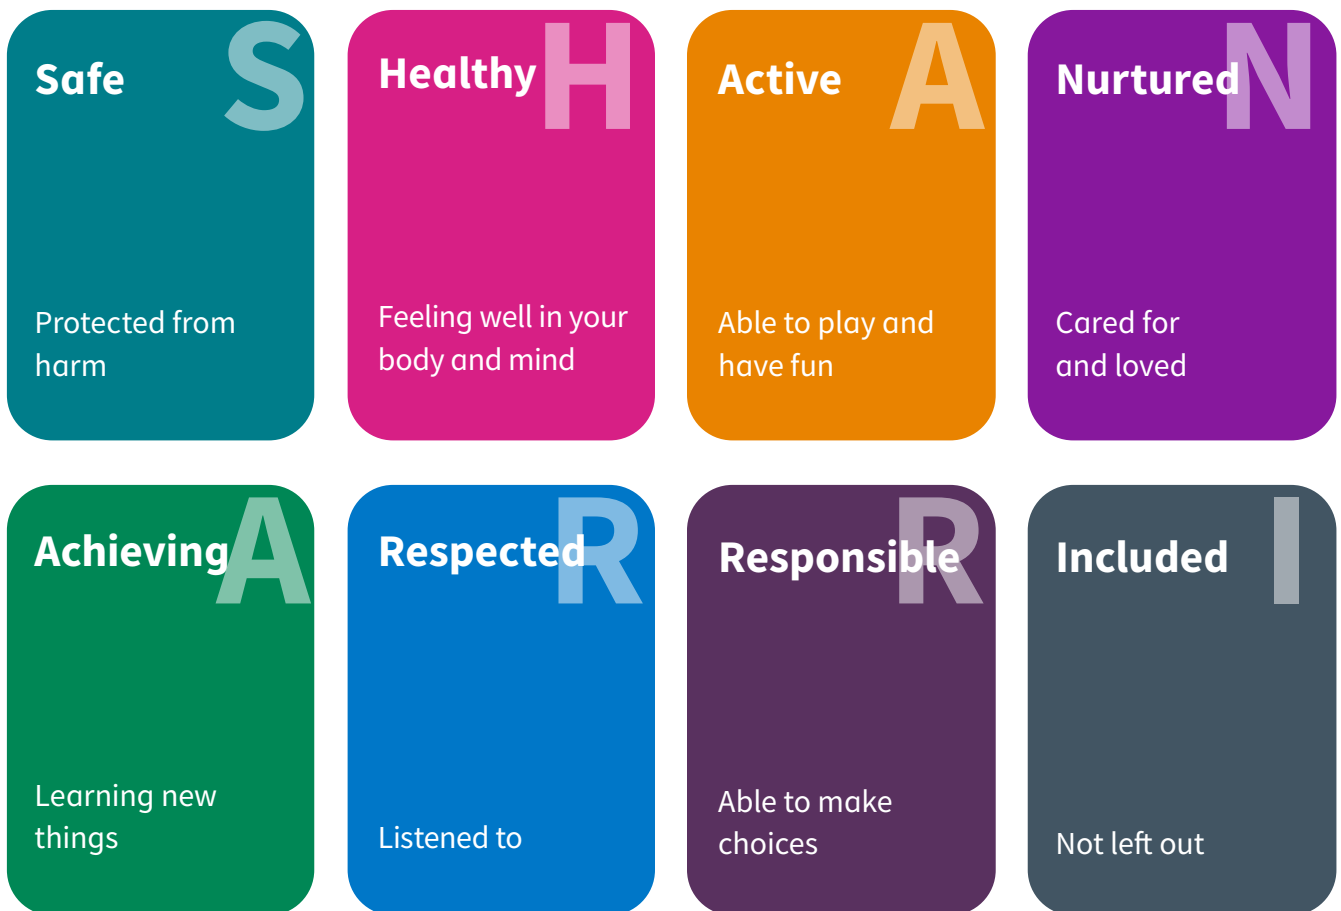 Safe
S
Protected from
harm
Healthy
H
Feeling well in your
body and mind
Active
A
Able to play and
have fun
Nurtured
N
Cared for
and loved
Achieving
A
Learning new
things
Respected
R
Listened to
Responsible
R
Able to make
choices
Included
I
Not left out